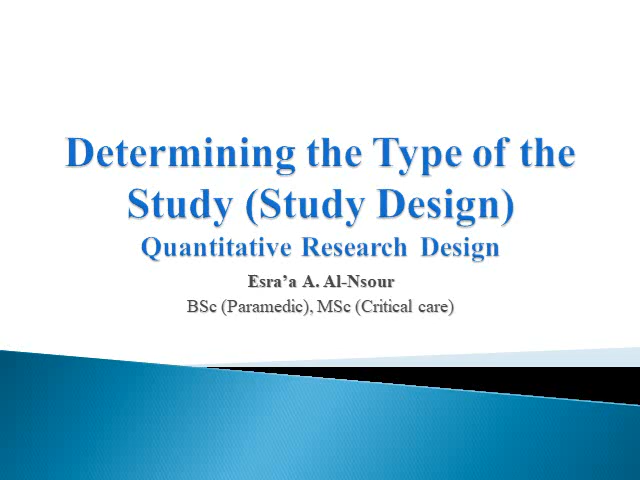 Determining the Type of the
Study (Study Design)
Quantitative Research Design
Esra’a A. Al-Nsour
BSc (Paramedic), MSc (Critical care)